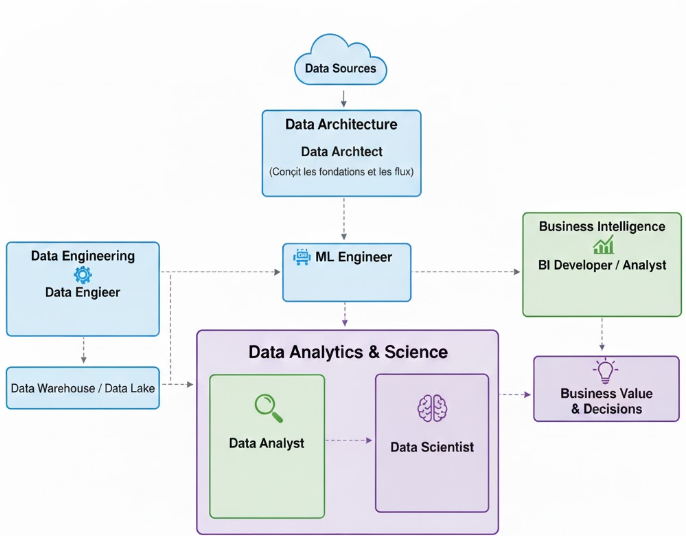 Data Sources
Data Architecture
Data Archtect
(Conçit les fondations et les flux)
Data Engineering
Data Engieer
ML Engineer
Business Intelligence
BI Developer / Analyst
Data Warehouse / Data Lake
Data Analytics & Science
Data Analyst
Data Scientist
Business Value
& Decisions